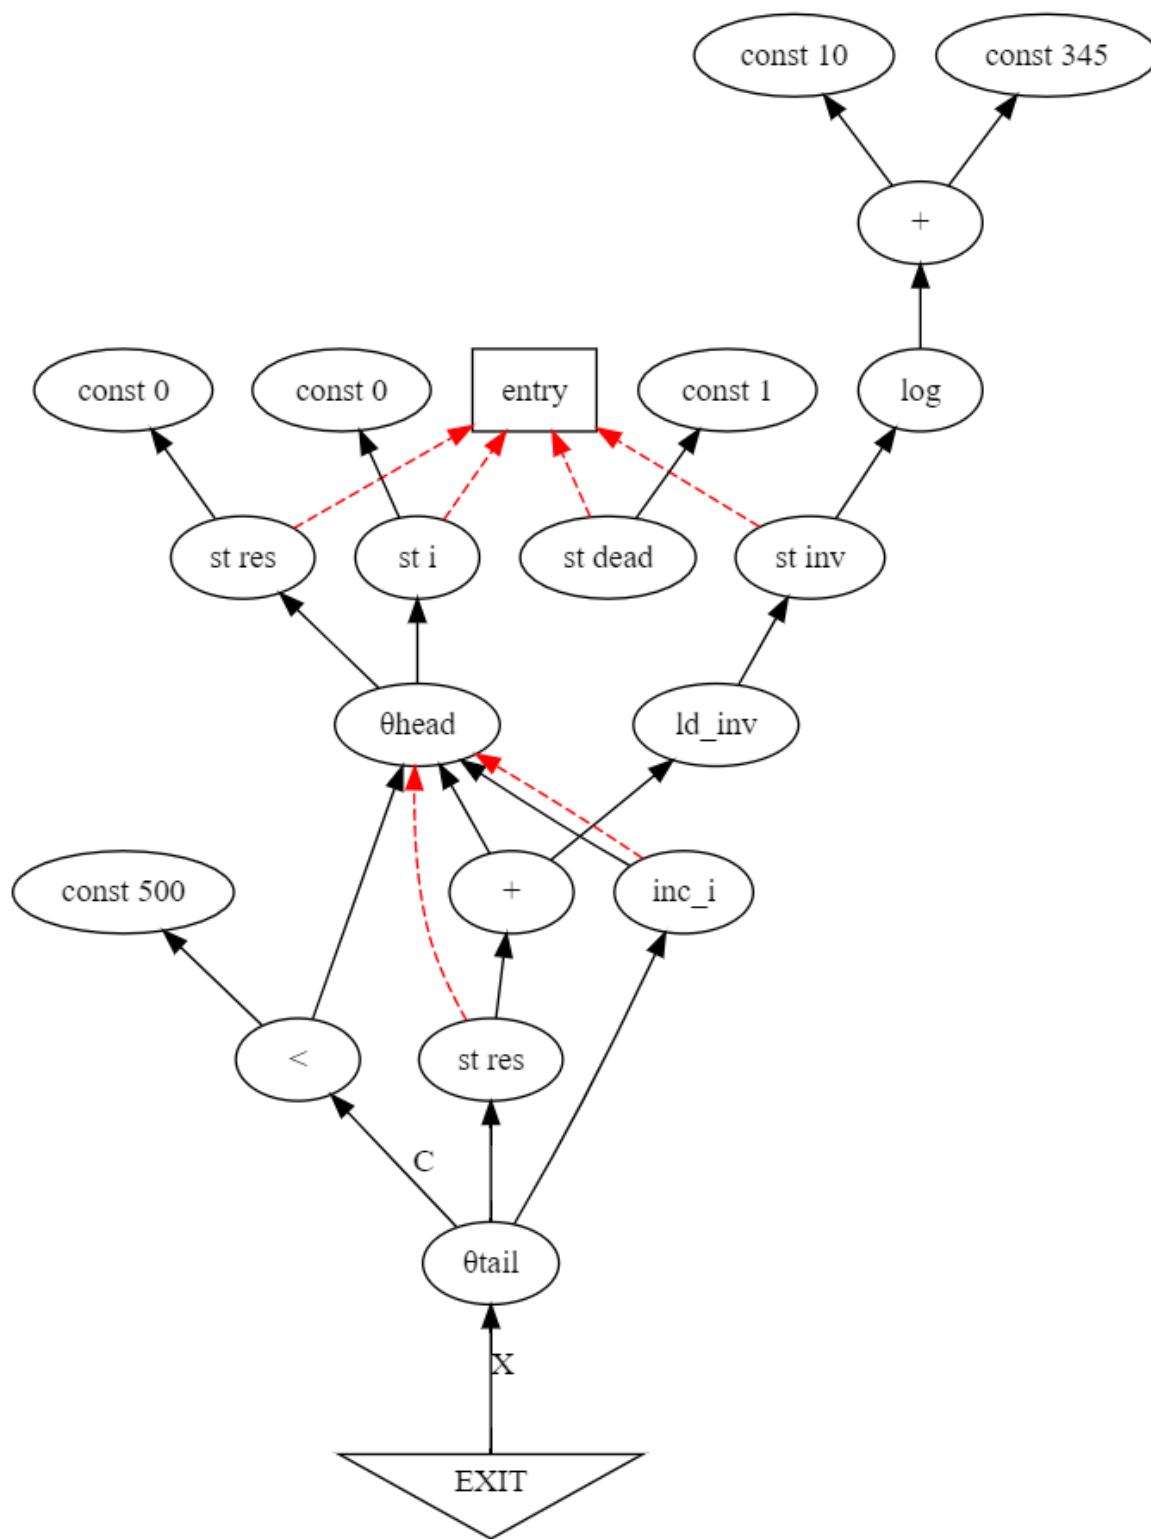 const 10
const 345
+
const 0
const 0
entry
const 1
log
st res
st i
st dead
st inv
θhead
ld_inv
const 500
+
inc_i
<
st res
C
θtail
X
EXIT